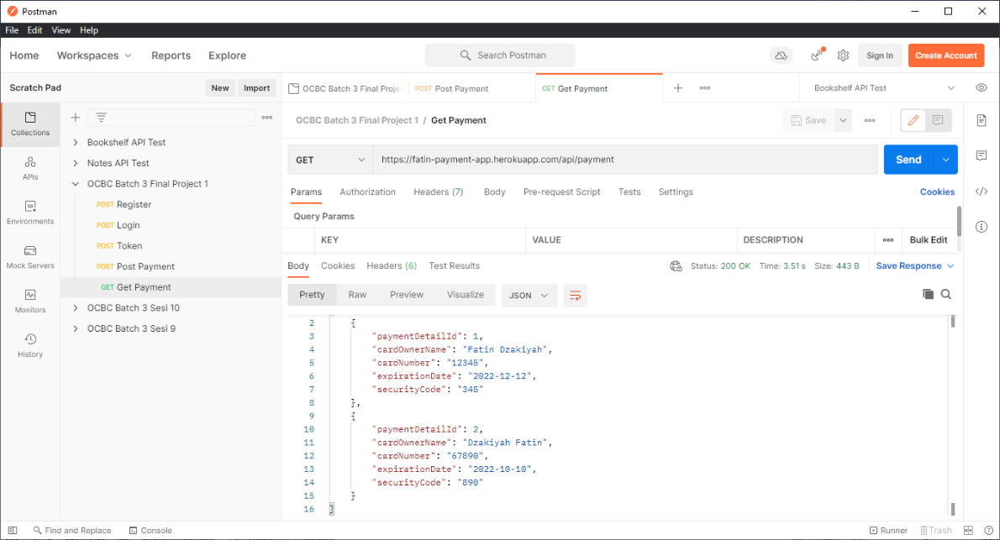 Postman
File Edit View Help
Home Workspaces Reports Explore Search Postman Sign In Create Account
Scratch Pad New Import
OCBC Batch 3 Final Proje POST Post Payment GET Get Payment Bookshelf API Test
Collections
APIs
Environments
Mock Servers
Monitors
History
Bookshelf API Test
Notes API Test
OCBC Batch 3 Final Project 1
POST Register
POST Login
POST Token
POST Post Payment
GET Get Payment
OCBC Batch 3 Sesi 10
OCBC Batch 3 Sesi 9
OCBC Batch 3 Final Project 1 / Get Payment Save
GET https://fatin-payment-app.herokuapp.com/api/payment Send
Params Authorization Headers (7) Body Pre-request Script Tests Settings Cookies
Query Params
KEY VALUE DESCRIPTION Bulk Edit
Body Cookies Headers (6) Test Results Status: 200 OK Time: 3.51 s Size: 443 B Save Response
Pretty Raw Preview Visualize JSON
2 {
3 "paymentDetailId": 1,
4 "cardOwnerName": "Fatin Dzakiyah",
5 "cardNumber": "12345",
6 "expirationDate": "2022-12-12",
7 "securityCode": "345"
8 },
9 {
10 "paymentDetailId": 2,
11 "cardOwnerName": "Dzakiyah Fatin",
12 "cardNumber": "67890",
13 "expirationDate": "2022-10-10",
14 "securityCode": "890"
15 }
16 ]
Find and Replace Console Runner Trash